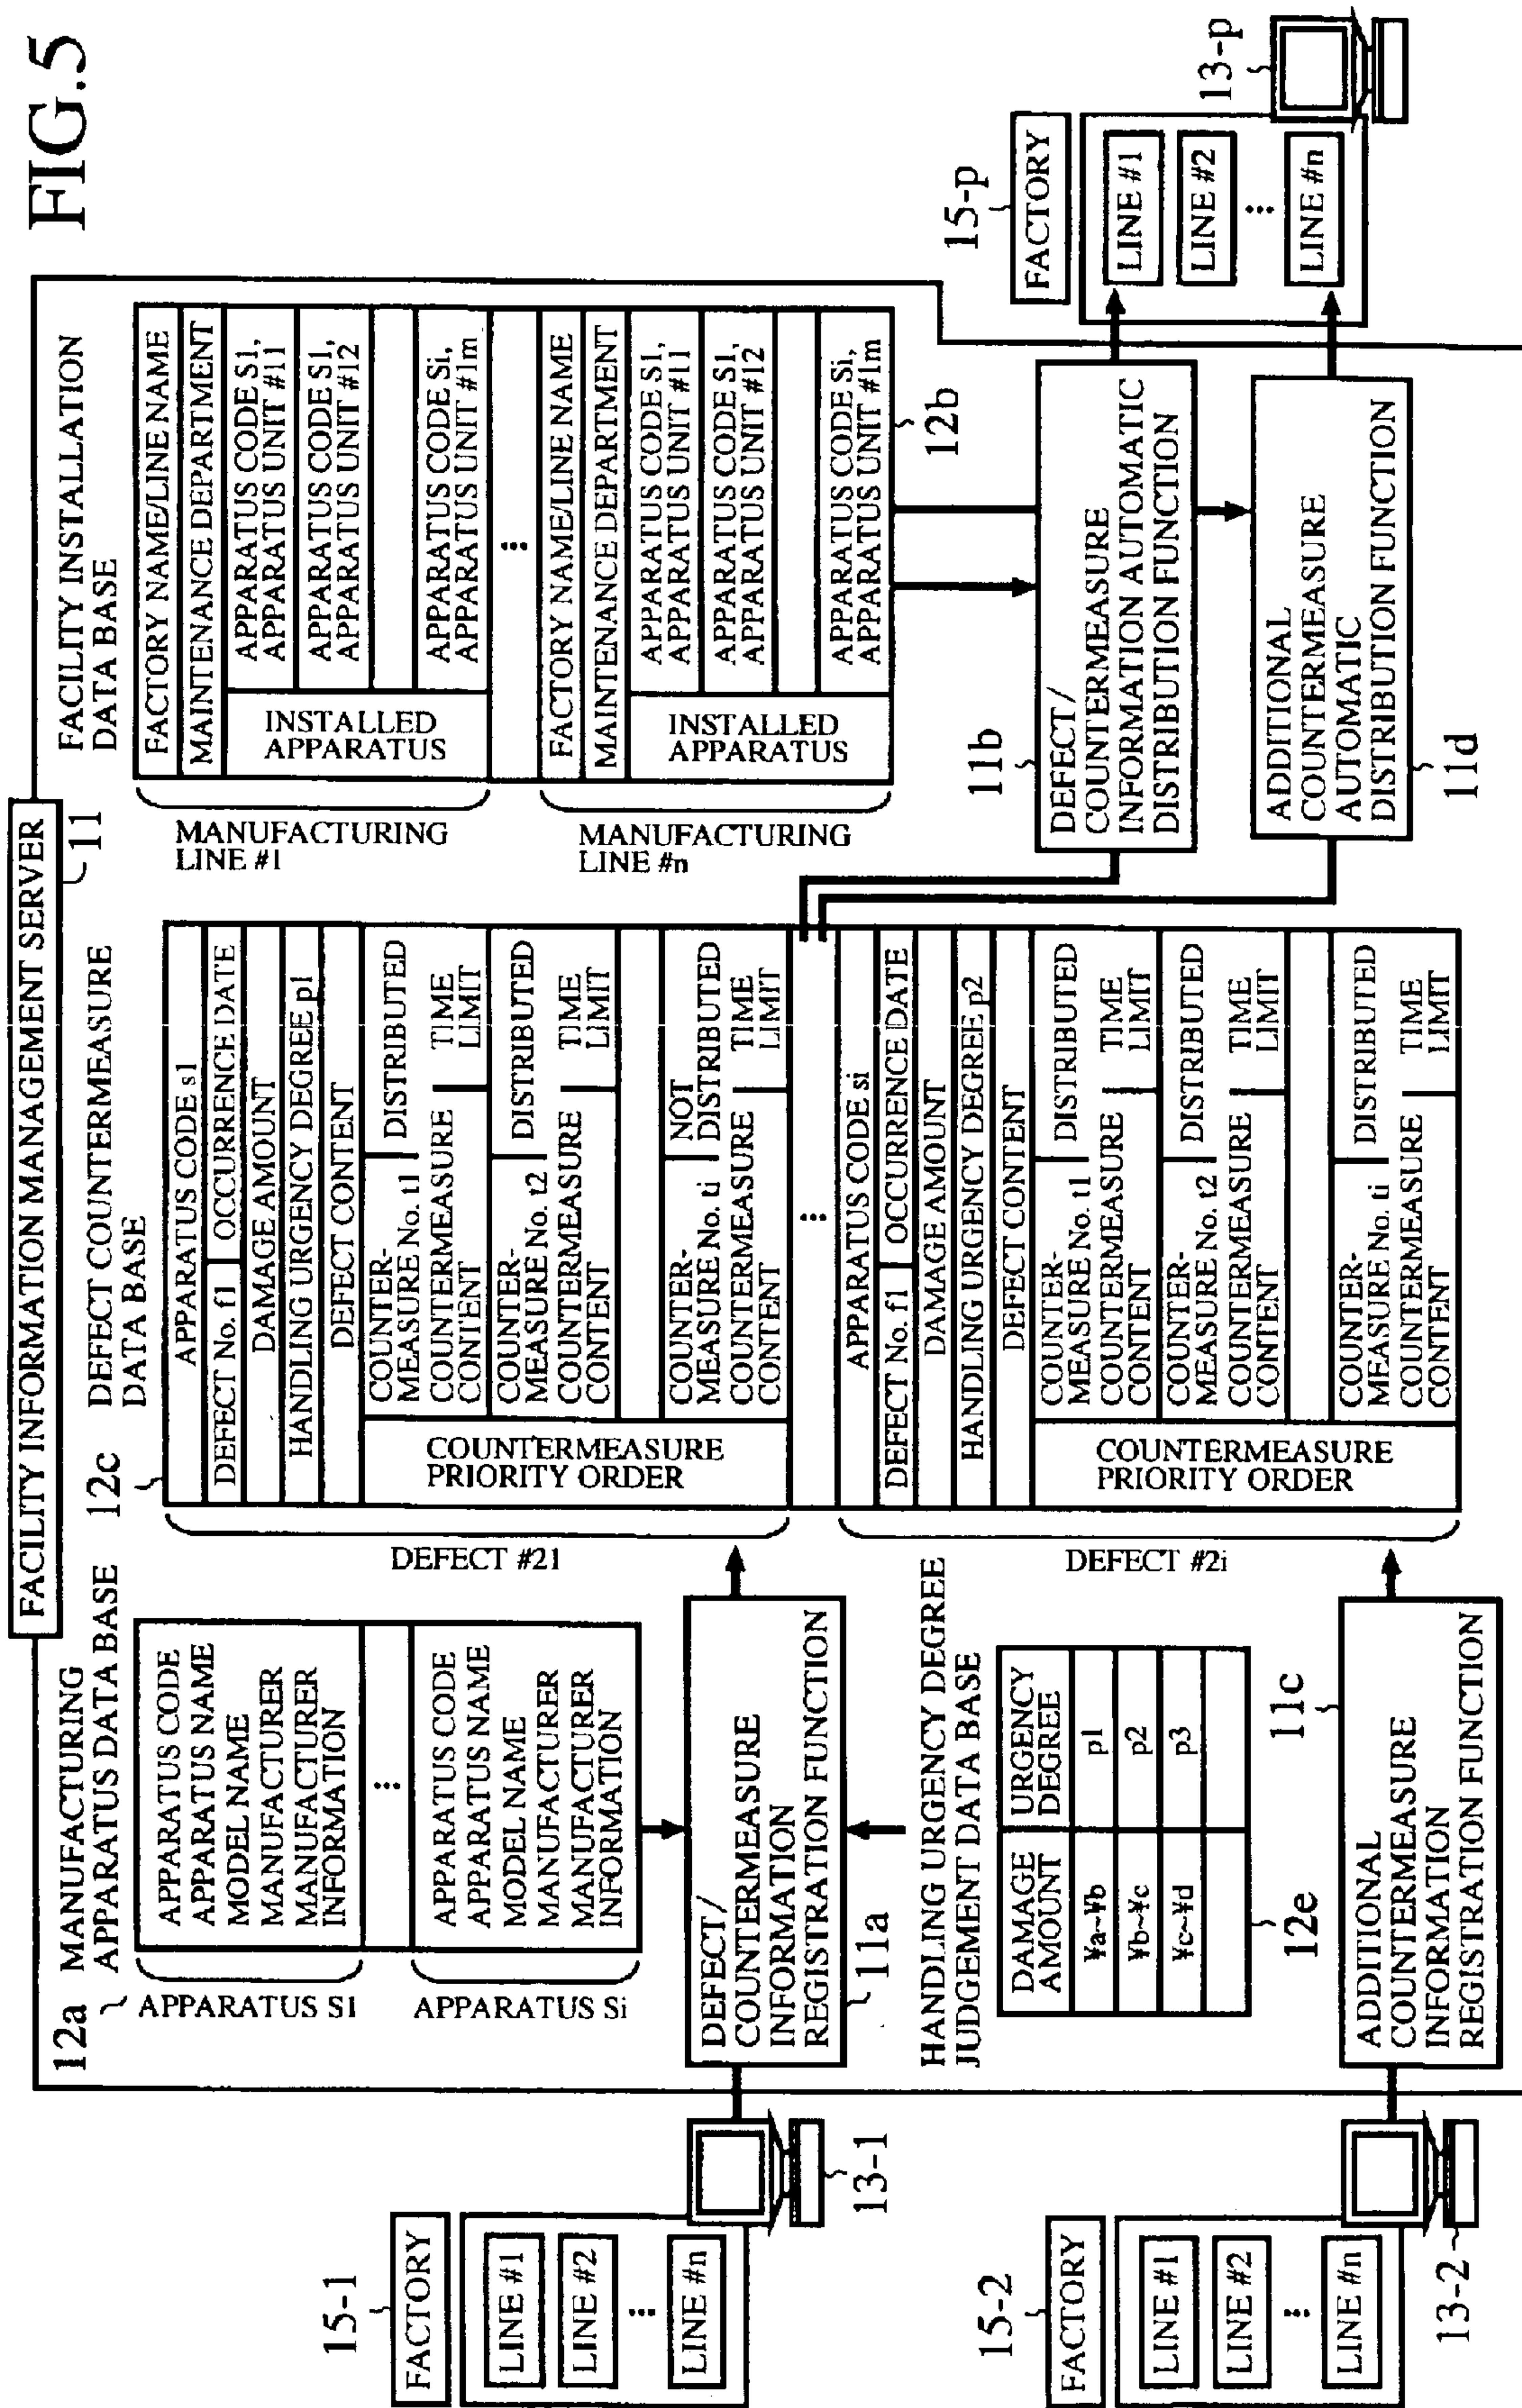 FIG.5
FACILITY INFORMATION MANAGEMENT SERVER
11
12a
MANUFACTURING
APPARATUS DATA BASE
APPARATUS CODE
APPARATUS NAME
MODEL NAME
MANUFACTURER
MANUFACTURER
INFORMATION
...
APPARATUS CODE
APPARATUS NAME
MODEL NAME
MANUFACTURER
MANUFACTURER
INFORMATION
APPARATUS S1
APPARATUS Si
12c
DEFECT COUNTERMEASURE
DATA BASE
APPARATUS CODE s1
DEFECT No. f1
OCCURRENCE DATE
DAMAGE AMOUNT
HANDLING URGENCY DEGREE p1
DEFECT CONTENT
COUNTERMEASURE
PRIORITY ORDER
COUNTER-
MEASURE No. t1
DISTRIBUTED
COUNTERMEASURE
CONTENT
TIME
LIMIT
COUNTER-
MEASURE No. t2
DISTRIBUTED
COUNTERMEASURE
CONTENT
TIME
LIMIT
COUNTER-
MEASURE No. ti
NOT
DISTRIBUTED
COUNTERMEASURE
CONTENT
TIME
LIMIT
...
APPARATUS CODE si
DEFECT No. f1
OCCURRENCE DATE
DAMAGE AMOUNT
HANDLING URGENCY DEGREE p2
DEFECT CONTENT
COUNTERMEASURE
PRIORITY ORDER
COUNTER-
MEASURE No. t1
DISTRIBUTED
COUNTERMEASURE
CONTENT
TIME
LIMIT
COUNTER-
MEASURE No. t2
DISTRIBUTED
COUNTERMEASURE
CONTENT
TIME
LIMIT
COUNTER-
MEASURE No. ti
DISTRIBUTED
COUNTERMEASURE
CONTENT
TIME
LIMIT
DEFECT #21
DEFECT #2i
FACILITY INSTALLATION
DATA BASE
FACTORY NAME/LINE NAME
MAINTENANCE DEPARTMENT
INSTALLED
APPARATUS
APPARATUS CODE S1,
APPARATUS UNIT #11
APPARATUS CODE S1,
APPARATUS UNIT #12
APPARATUS CODE Si,
APPARATUS UNIT #1m
...
FACTORY NAME/LINE NAME
MAINTENANCE DEPARTMENT
INSTALLED
APPARATUS
APPARATUS CODE S1,
APPARATUS UNIT #11
APPARATUS CODE S1,
APPARATUS UNIT #12
APPARATUS CODE Si,
APPARATUS UNIT #1m
12b
MANUFACTURING
LINE #1
MANUFACTURING
LINE #n
15-1
FACTORY
LINE #1
LINE #2
...
LINE #n
13-1
DEFECT/
COUNTERMEASURE
INFORMATION
REGISTRATION FUNCTION
11a
HANDLING URGENCY DEGREE
JUDGEMENT DATA BASE
DAMAGE
AMOUNT
URGENCY
DEGREE
¥a~¥b
p1
¥b~¥c
p2
¥c~¥d
p3
12e
11b
DEFECT/
COUNTERMEASURE
INFORMATION AUTOMATIC
DISTRIBUTION FUNCTION
15-p
FACTORY
LINE #1
LINE #2
...
LINE #n
13-p
15-2
FACTORY
LINE #1
LINE #2
...
LINE #n
13-2
11c
ADDITIONAL
COUNTERMEASURE
INFORMATION
REGISTRATION FUNCTION
ADDITIONAL
COUNTERMEASURE
AUTOMATIC
DISTRIBUTION FUNCTION
11d